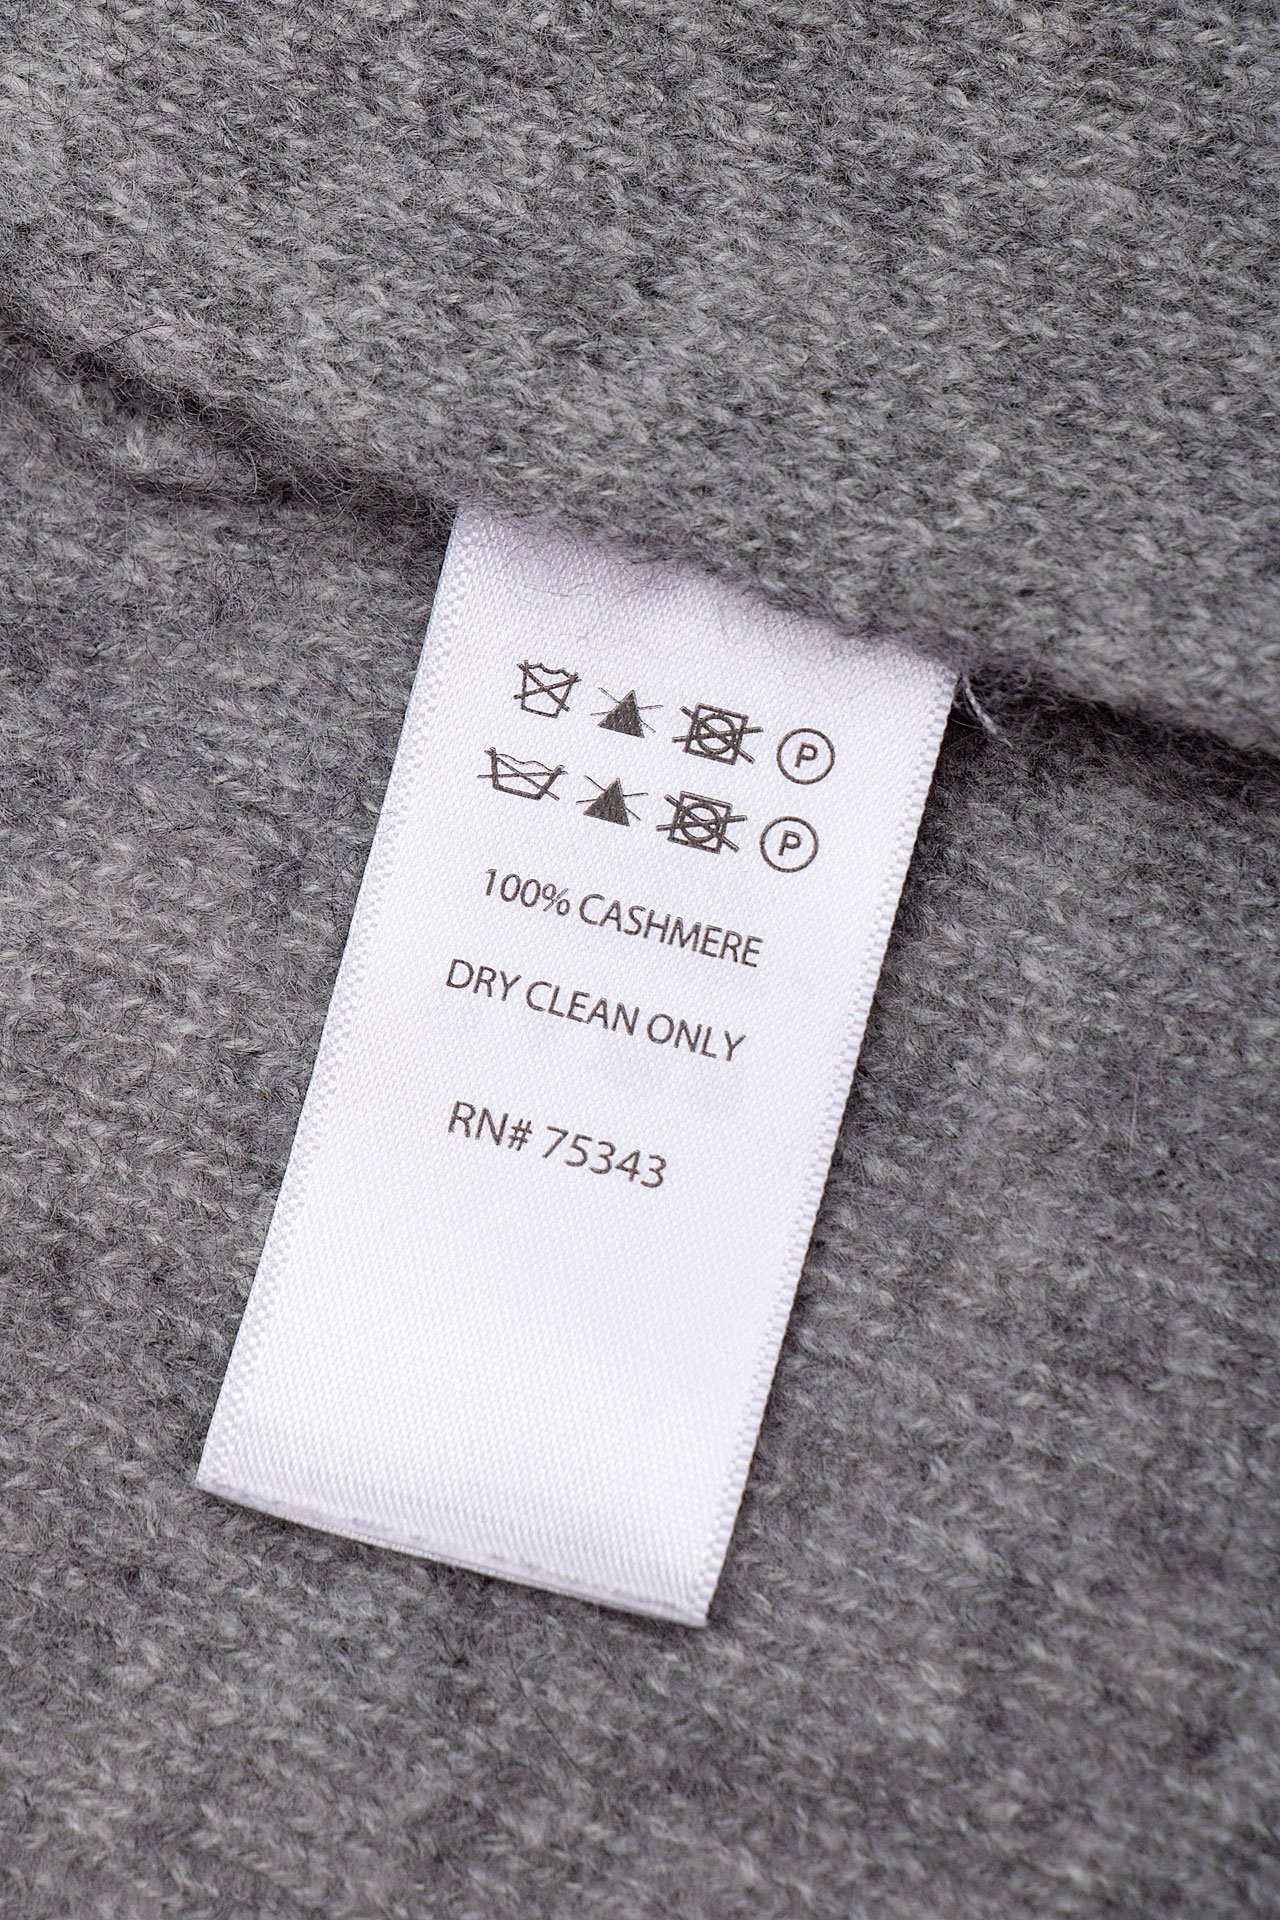 P
P
100% CASHMERE
DRY CLEAN ONLY
RN# 75343